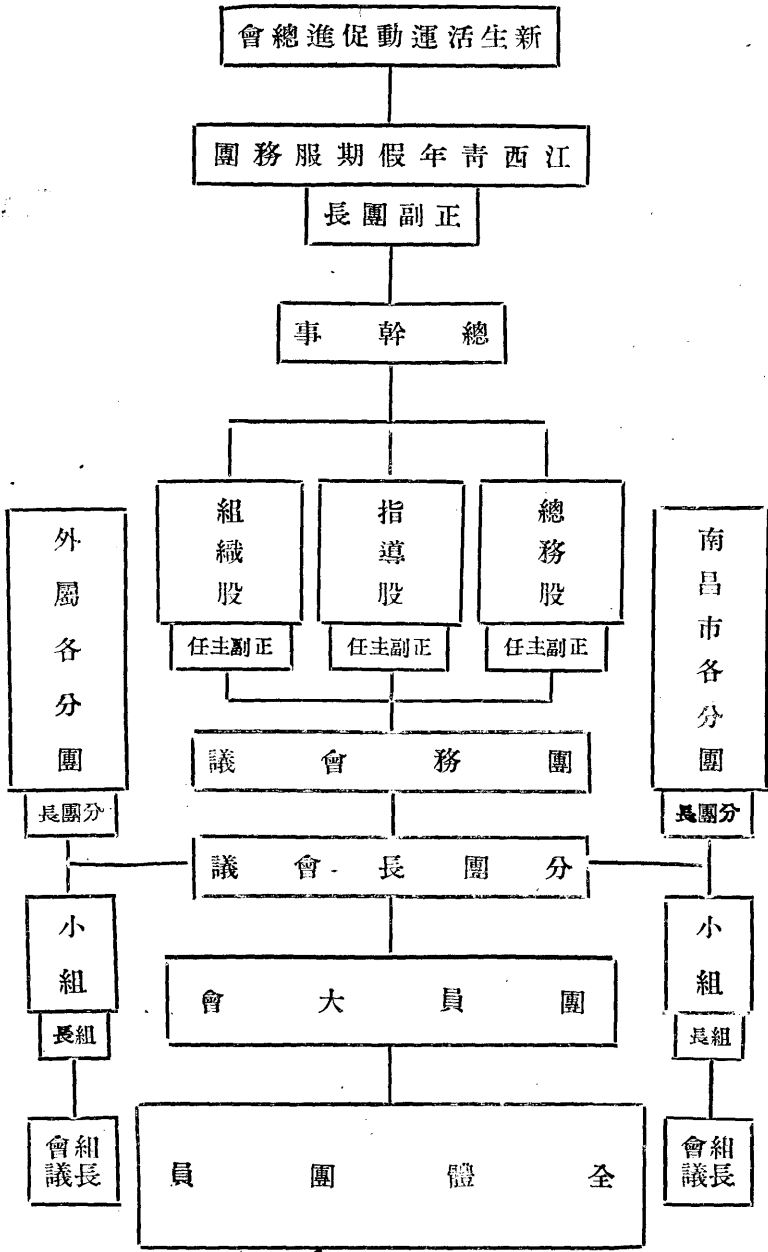 新生活運動促進總會
江西青年假期服務團
正副團長
總幹事
總務股
正副主任
指導股
正副主任
組織股
正副主任
南昌市各分團
分團長
外屬各分團
分團長
團務會議
分團長會議
小組
組長
小組
組長
團員大會
組長會議
組長會議
全體團員